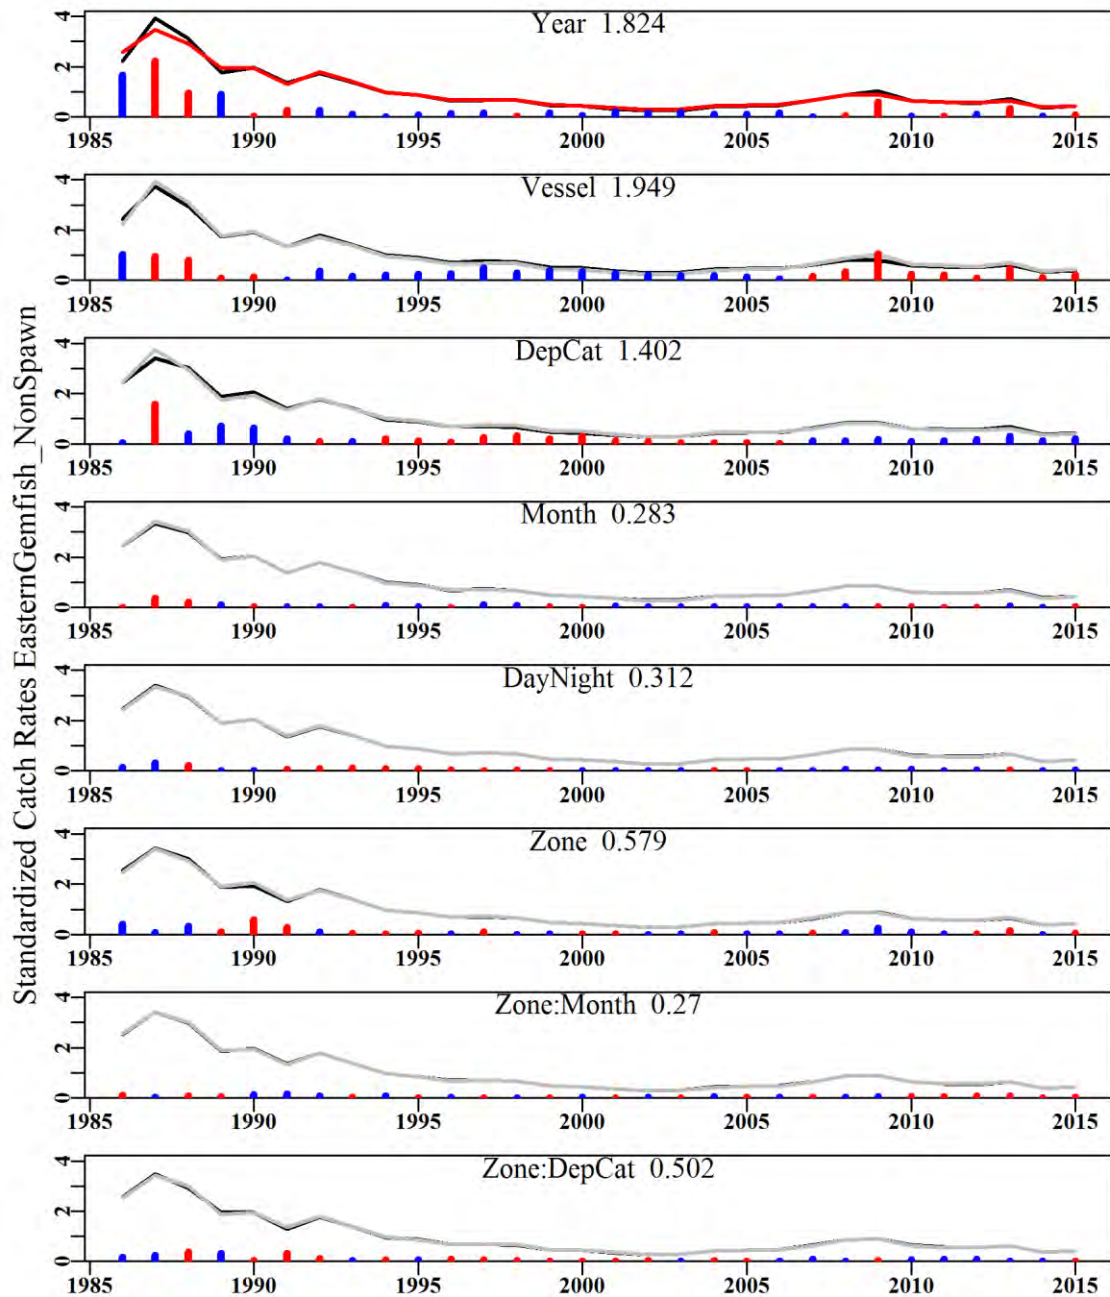 Standardized Catch Rates EasternGemfish_NonSpawn
Year 1.824
0 2 4
1985 1990 1995 2000 2005 2010 2015
Vessel 1.949
0 2 4
1985 1990 1995 2000 2005 2010 2015
DepCat 1.402
0 2 4
1985 1990 1995 2000 2005 2010 2015
Month 0.283
0 2 4
1985 1990 1995 2000 2005 2010 2015
DayNight 0.312
0 2 4
1985 1990 1995 2000 2005 2010 2015
Zone 0.579
0 2 4
1985 1990 1995 2000 2005 2010 2015
Zone:Month 0.27
0 2 4
1985 1990 1995 2000 2005 2010 2015
Zone:DepCat 0.502
0 2 4
1985 1990 1995 2000 2005 2010 2015